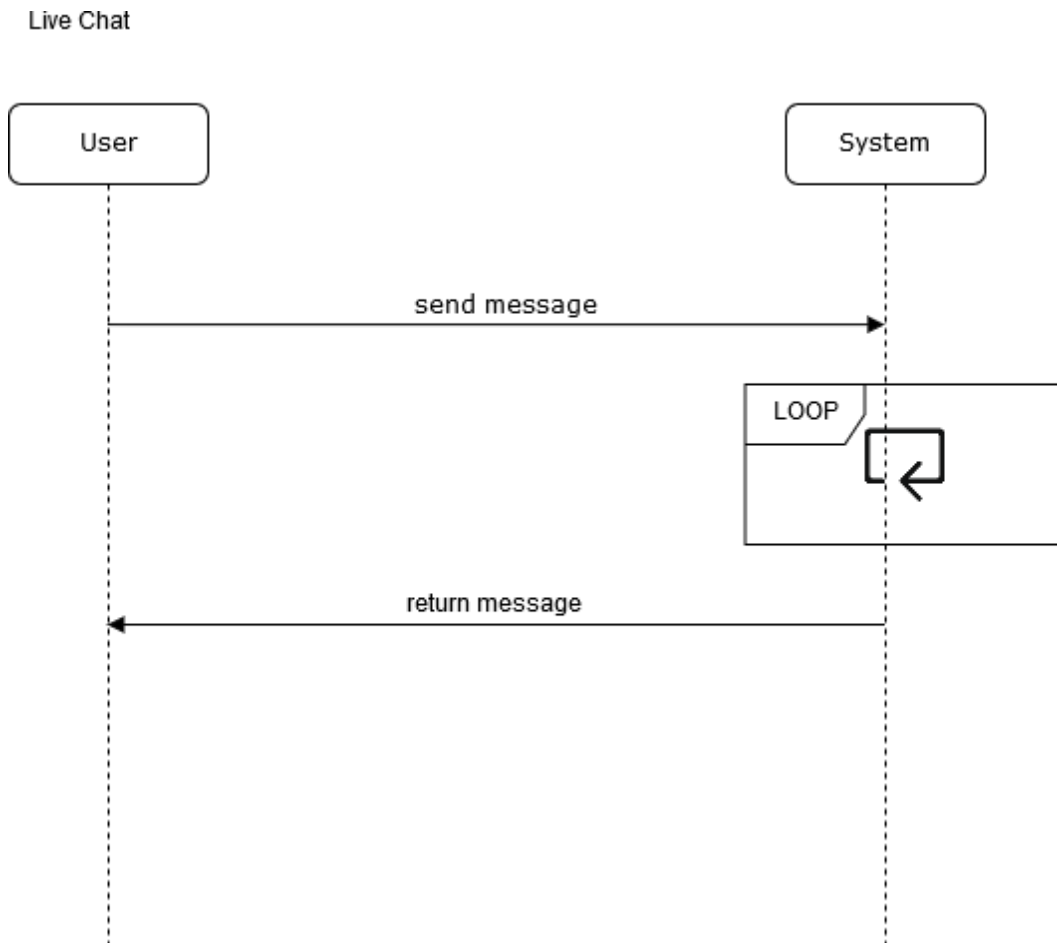 Live Chat
User
System
send message
LOOP
return message